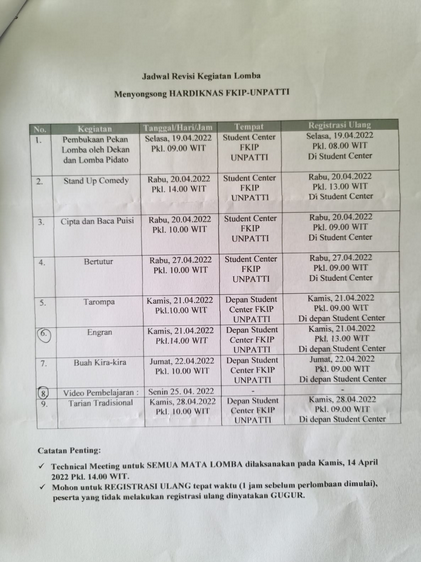 Jadwal Revisi Kegiatan Lomba
Menyongsong HARDIKNAS FKIP-UNPATTI
No. Kegiatan Tanggal/Hari/Jam Tempat Registrasi Ulang
1. Pembukaan Pekan Selasa, 19.04.2022 Student Center Selasa, 19.04.2022
Lomba oleh Dekan Pkl. 09.00 WIT FKIP Pkl. 08.00 WIT
dan Lomba Pidato UNPATTI Di Student Center
2. Stand Up Comedy Rabu, 20.04.2022 Student Center Rabu, 20.04.2022
Pkl. 14.00 WIT FKIP Pkl. 13.00 WIT
UNPATTI Di Student Center
3. Cipta dan Baca Puisi Rabu, 20.04.2022 Student Center Rabu, 20.04.2022
Pkl. 10.00 WIT FKIP Pkl. 09.00 WIT
UNPATTI Di Student Center
4. Bertutur Rabu, 27.04.2022 Student Center Rabu, 27.04.2022
Pkl. 10.00 WIT FKIP Pkl. 09.00 WIT
UNPATTI Di Student Center
5. Tarompa Kamis, 21.04.2022 Depan Student Kamis, 21.04.2022
Pkl.10.00 WIT Center FKIP Pkl. 09.00 WIT
UNPATTI Di depan Student Center
6. Engran Kamis, 21.04.2022 Depan Student Kamis, 21.04.2022
Pkl.14.00 WIT Center FKIP Pkl. 13.00 WIT
UNPATTI Di depan Student Center
7. Buah Kira-kira Jumat, 22.04.2022 Depan Student Jumat, 22.04.2022
Pkl. 10.00 WIT Center FKIP Pkl. 09.00 WIT
UNPATTI Di depan Student Center
8. Video Pembelajaran : Senin 25. 04. 2022 - -
9. Tarian Tradisional Kamis, 28.04.2022 Depan Student Kamis, 28.04.2022
Pkl. 10.00 WIT Center FKIP Pkl. 09.00 WIT
UNPATTI Di depan Student Center
Catatan Penting:
✓ Technical Meeting untuk SEMUA MATA LOMBA dilaksanakan pada Kamis, 14 April
2022 Pkl. 14.00 WIT.
✓ Mohon untuk REGISTRASI ULANG tepat waktu (1 jam sebelum perlombaan dimulai),
peserta yang tidak melakukan registrasi ulang dinyatakan GUGUR.